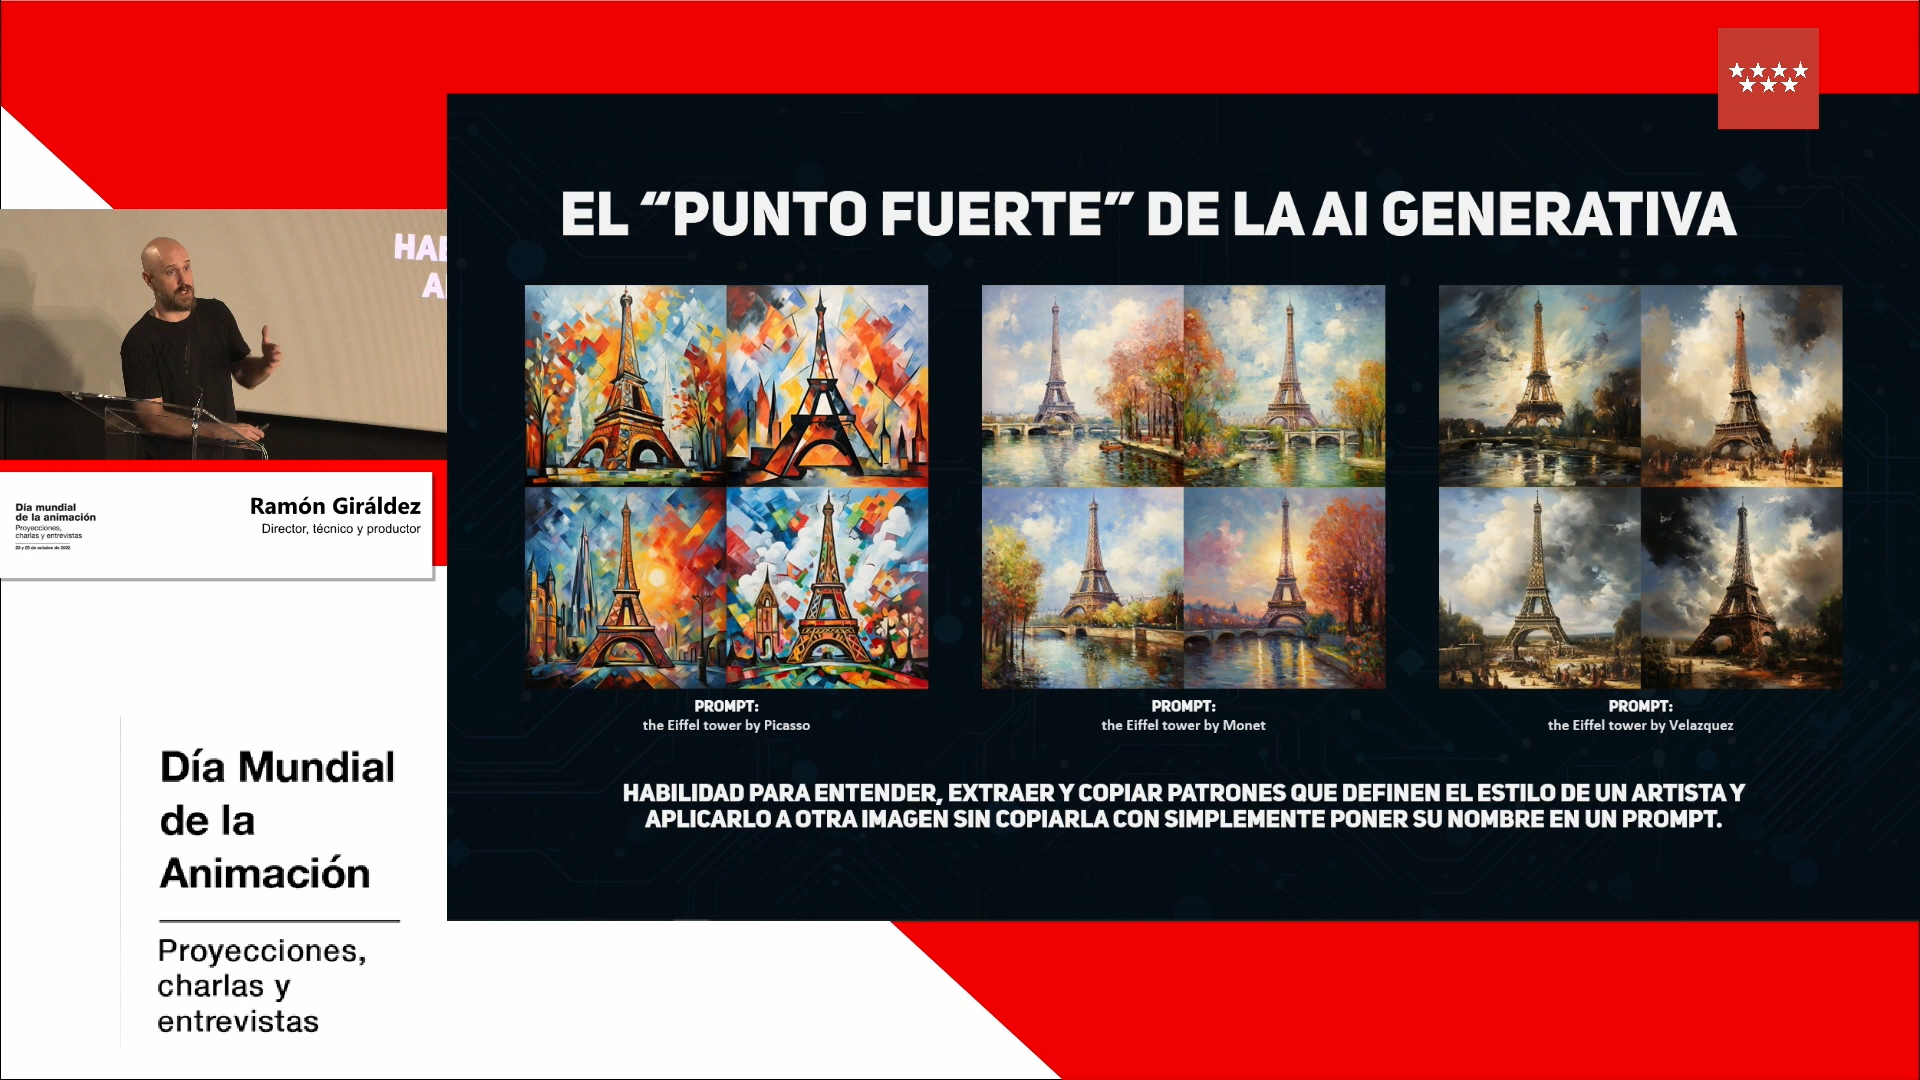 EL “PUNTO FUERTE” DE LA AI GENERATIVA
HAB
A
Ramón Giráldez
Director, técnico y productor
Día mundial
de la animación
Proyecciones,
charlas y entrevistas
PROMPT:
the Eiffel tower by Picasso
PROMPT:
the Eiffel tower by Monet
PROMPT:
the Eiffel tower by Velazquez
HABILIDAD PARA ENTENDER, EXTRAER Y COPIAR PATRONES QUE DEFINEN EL ESTILO DE UN ARTISTA Y
APLICARLO A OTRA IMAGEN SIN COPIARLA CON SIMPLEMENTE PONER SU NOMBRE EN UN PROMPT.
Día Mundial
de la
Animación
Proyecciones,
charlas y
entrevistas